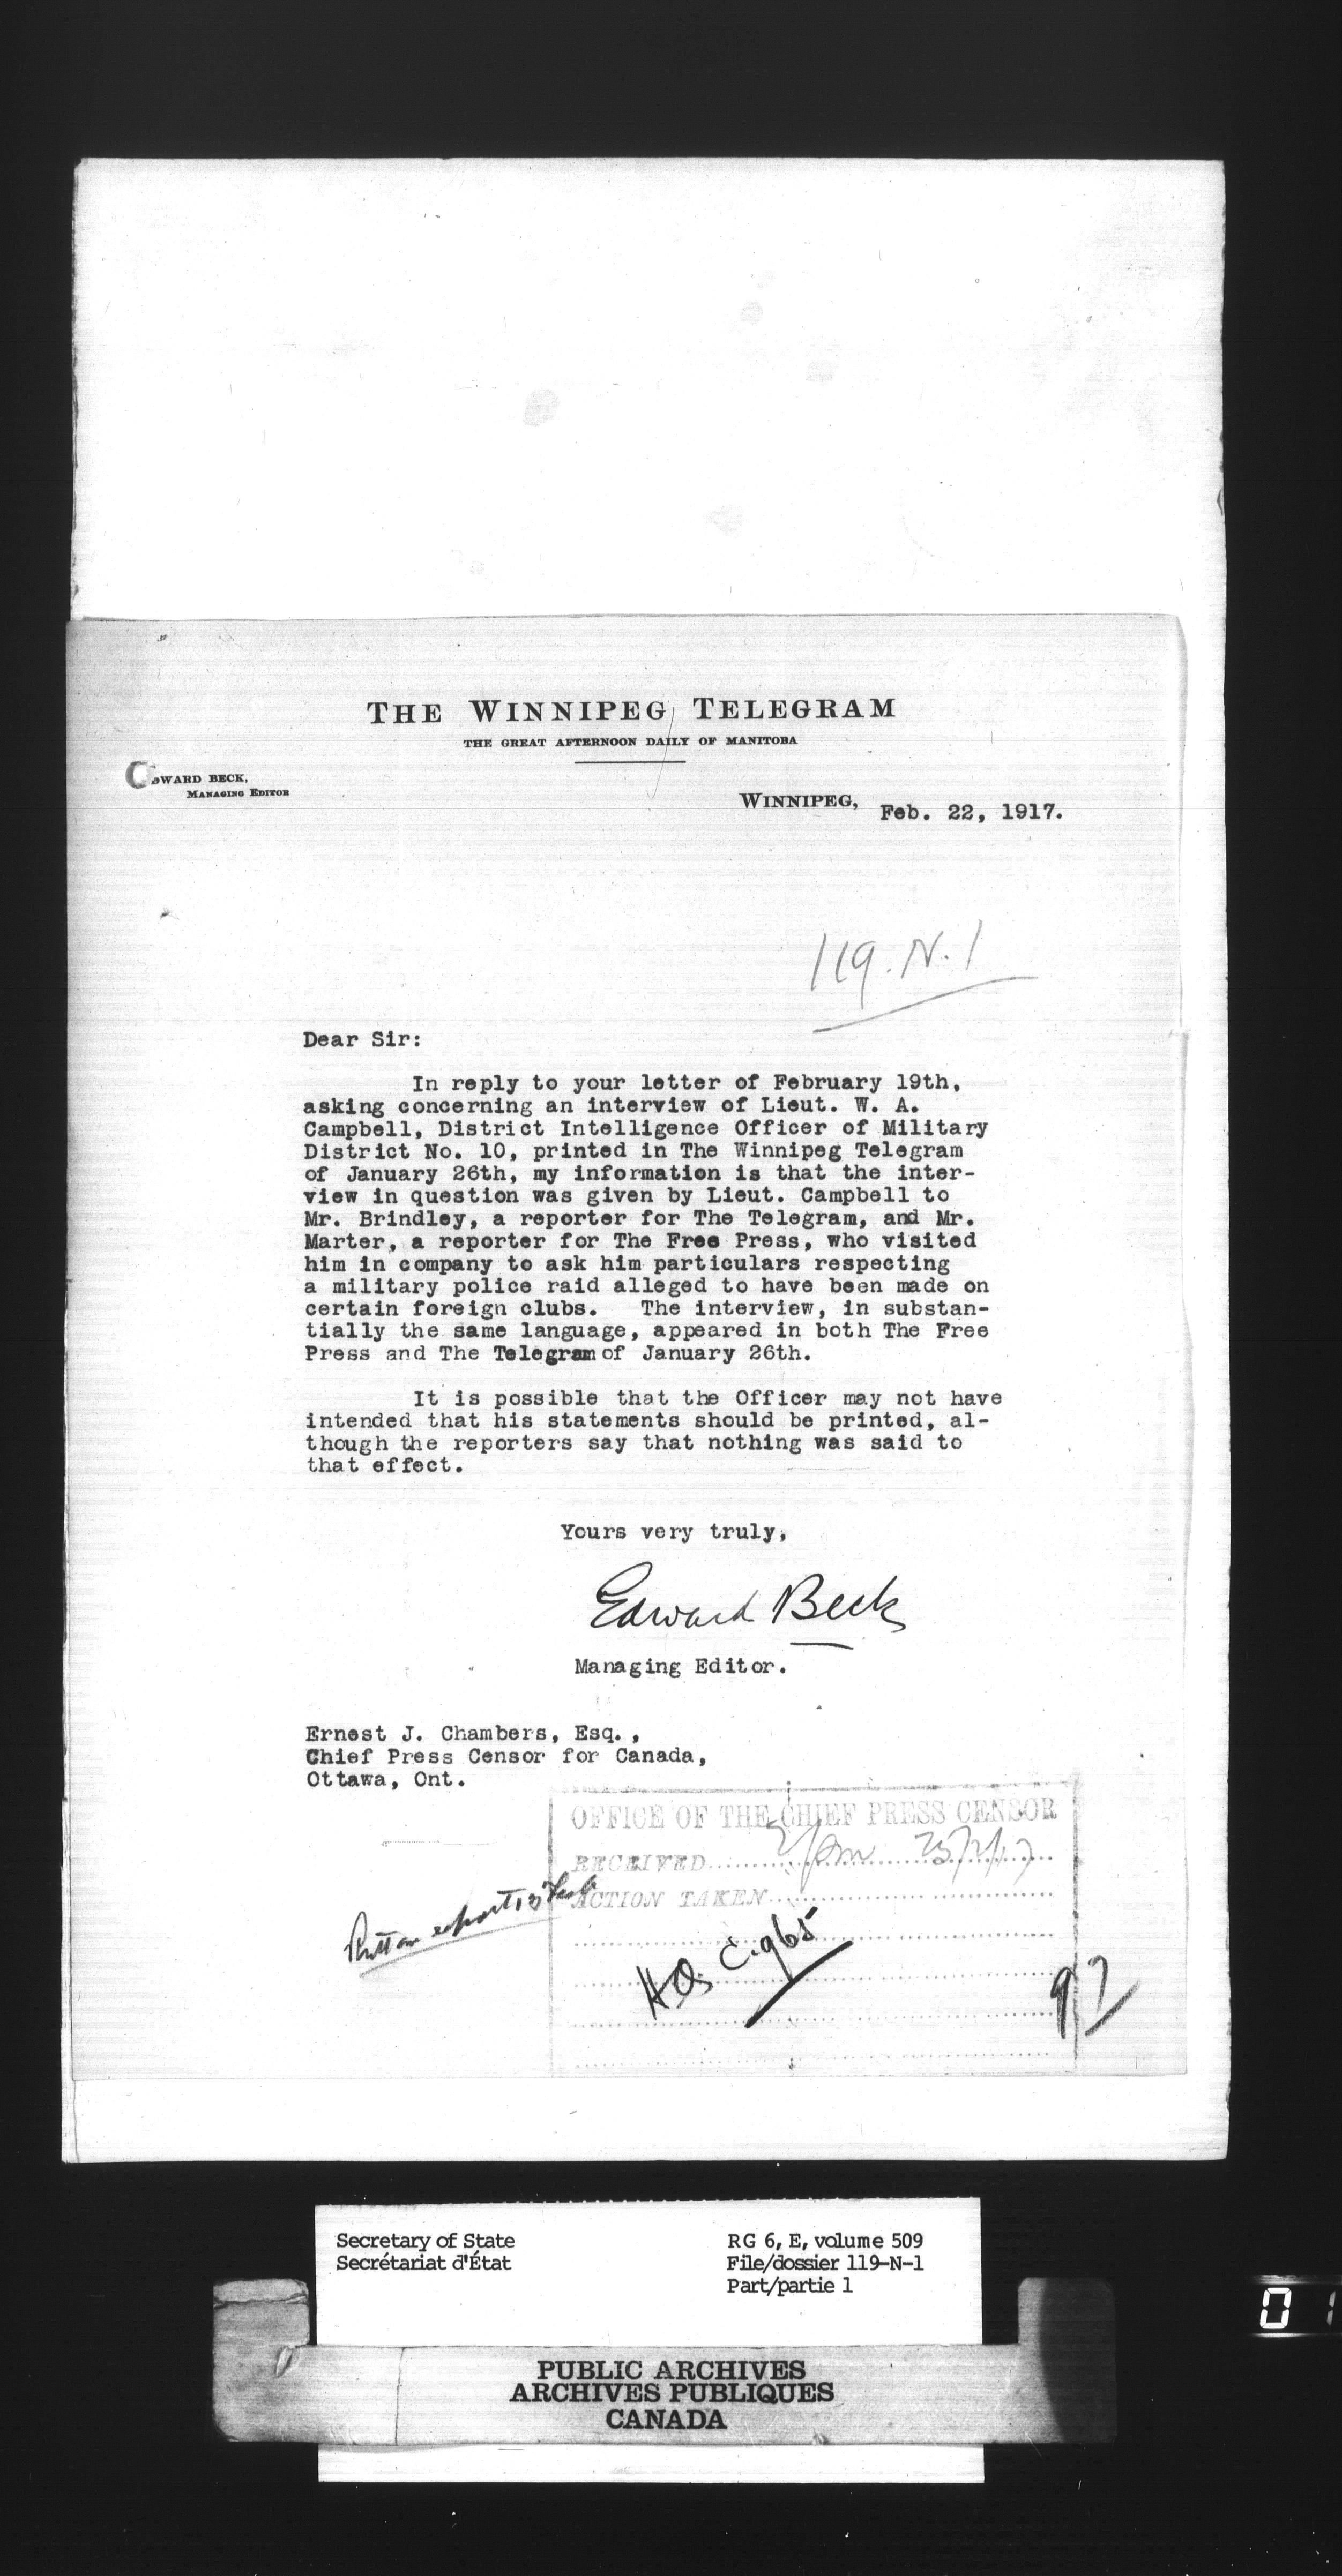 THE WINNIPEG TELEGRAM
THE GREAT AFTERNOON DAILY OF MANITOBA
EDWARD BECK,
MANAGING EDITOR
WINNIPEG, Feb. 22, 1917.
119.N.1
Dear Sir:
In reply to your letter of February 19th,
asking concerning an interview of Lieut. W. A.
Campbell, District Intelligence Officer of Military
District No. 10, printed in The Winnipeg Telegram
of January 26th, my information is that the inter-
view in question was given by Lieut. Campbell to
Mr. Brindley, a reporter for The Telegram, and Mr.
Marter, a reporter for The Free Press, who visited
him in company to ask him particulars respecting
a military police raid alleged to have been made on
certain foreign clubs. The interview, in substan-
tially the same language, appeared in both The Free
Press and The Telegram of January 26th.
It is possible that the Officer may not have
intended that his statements should be printed, al-
though the reporters say that nothing was said to
that effect.
Yours very truly,
Edward Beck
Managing Editor.
Ernest J. Chambers, Esq.,
Chief Press Censor for Canada,
Ottawa, Ont.
OFFICE OF THE CHIEF PRESS CENSOR
RECEIVED
ACTION TAKEN
97
Secretary of State
Secrétariat d'État
RG 6, E, volume 509
File/dossier 119-N-1
Part/partie 1
PUBLIC ARCHIVES
ARCHIVES PUBLIQUES
CANADA
01